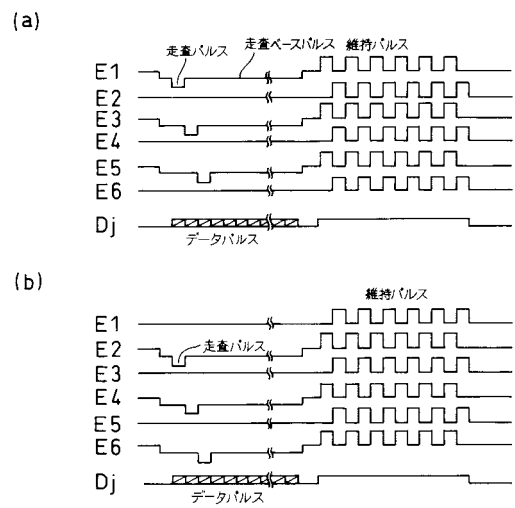 (a)
走査パルス
走査ベースパルス
維持パルス
E1
E2
E3
E4
E5
E6
Dj
データパルス
(b)
維持パルス
E1
E2
走査パルス
E3
E4
E5
E6
Dj
データパルス